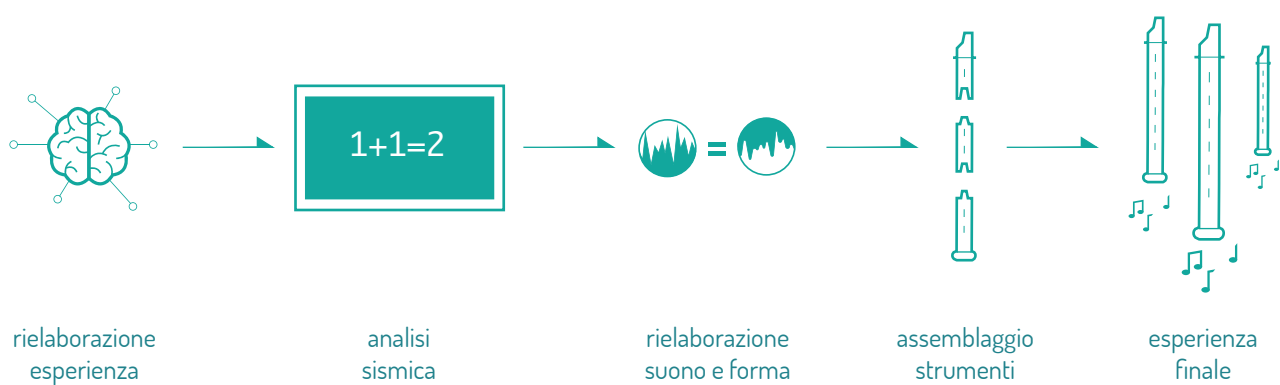 1+1=2
rielaborazione
esperienza
analisi
sismica
rielaborazione
suono e forma
assemblaggio
strumenti
esperienza
finale